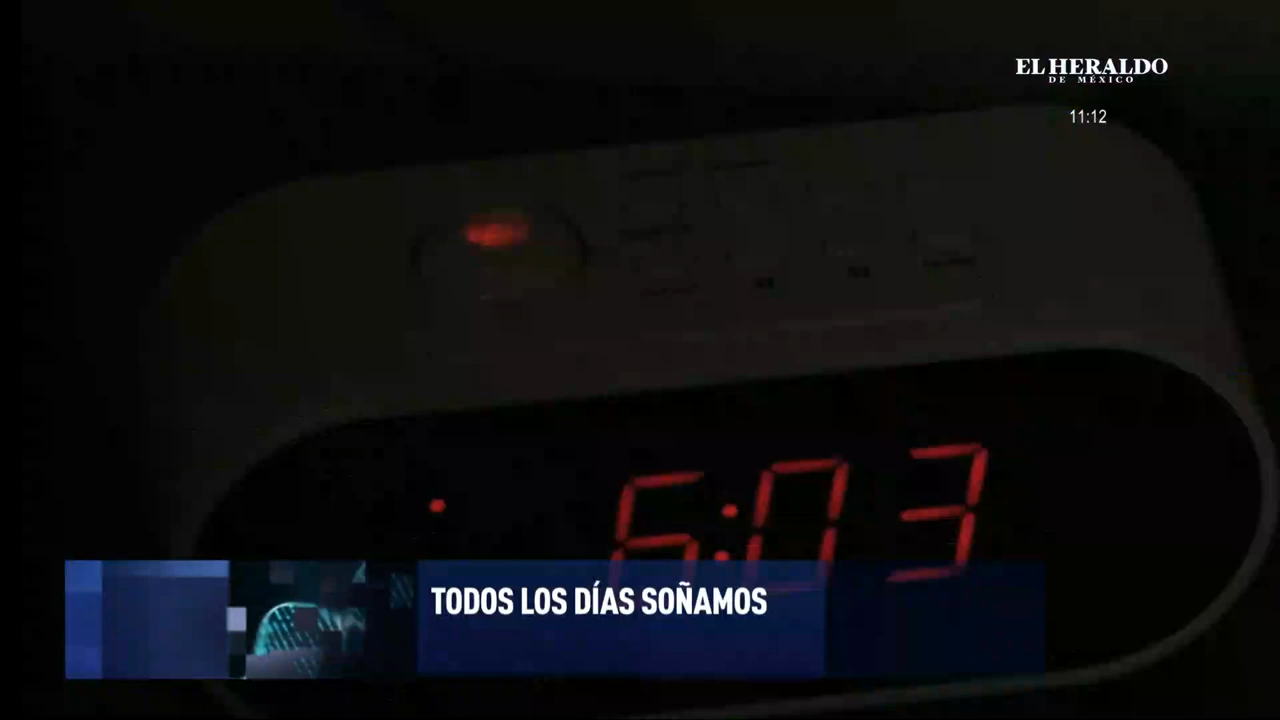 EL HERALDO
DE MÉXICO
11:12
6:03
TODOS LOS DÍAS SOÑAMOS